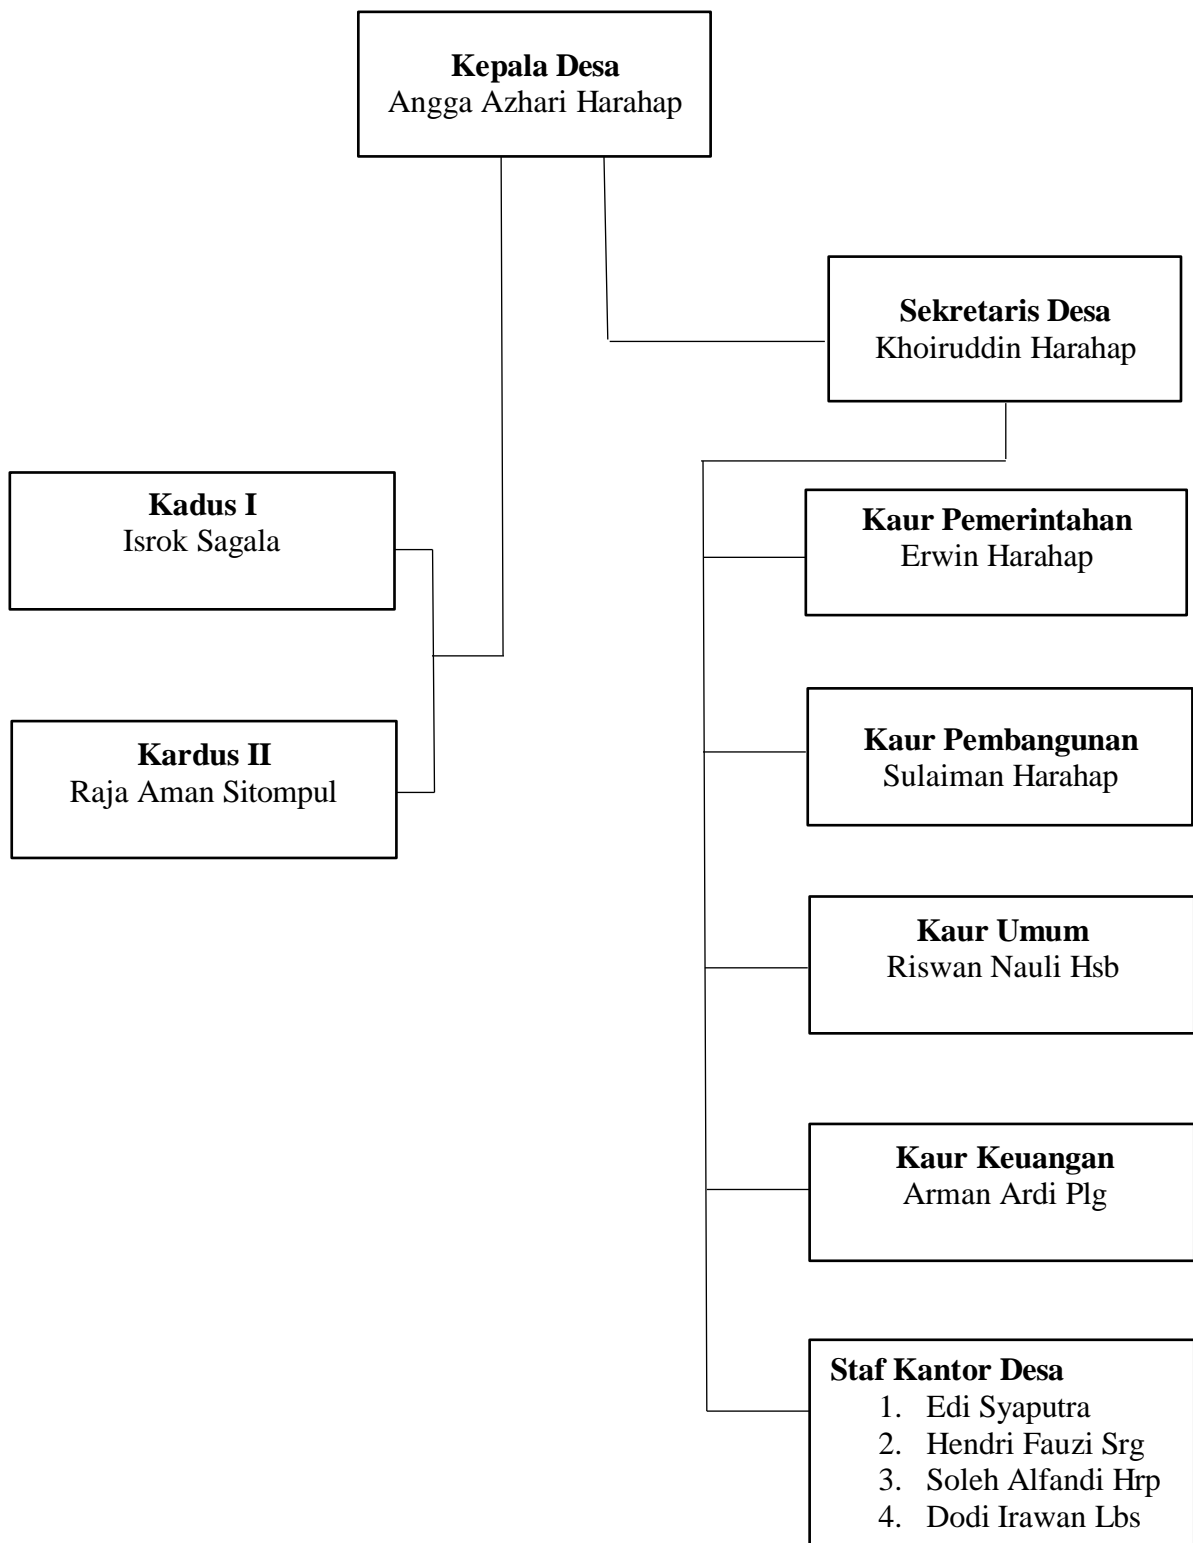 Kepala Desa
Angga Azhari Harahap
Sekretaris Desa
Khoiruddin Harahap
Kadus I
Isrok Sagala
Kardus II
Raja Aman Sitompul
Kaur Pemerintahan
Erwin Harahap
Kaur Pembangunan
Sulaiman Harahap
Kaur Umum
Riswan Nauli Hsb
Kaur Keuangan
Arman Ardi Plg
Staf Kantor Desa
1. Edi Syaputra
2. Hendri Fauzi Srg
3. Soleh Alfandi Hrp
4. Dodi Irawan Lbs